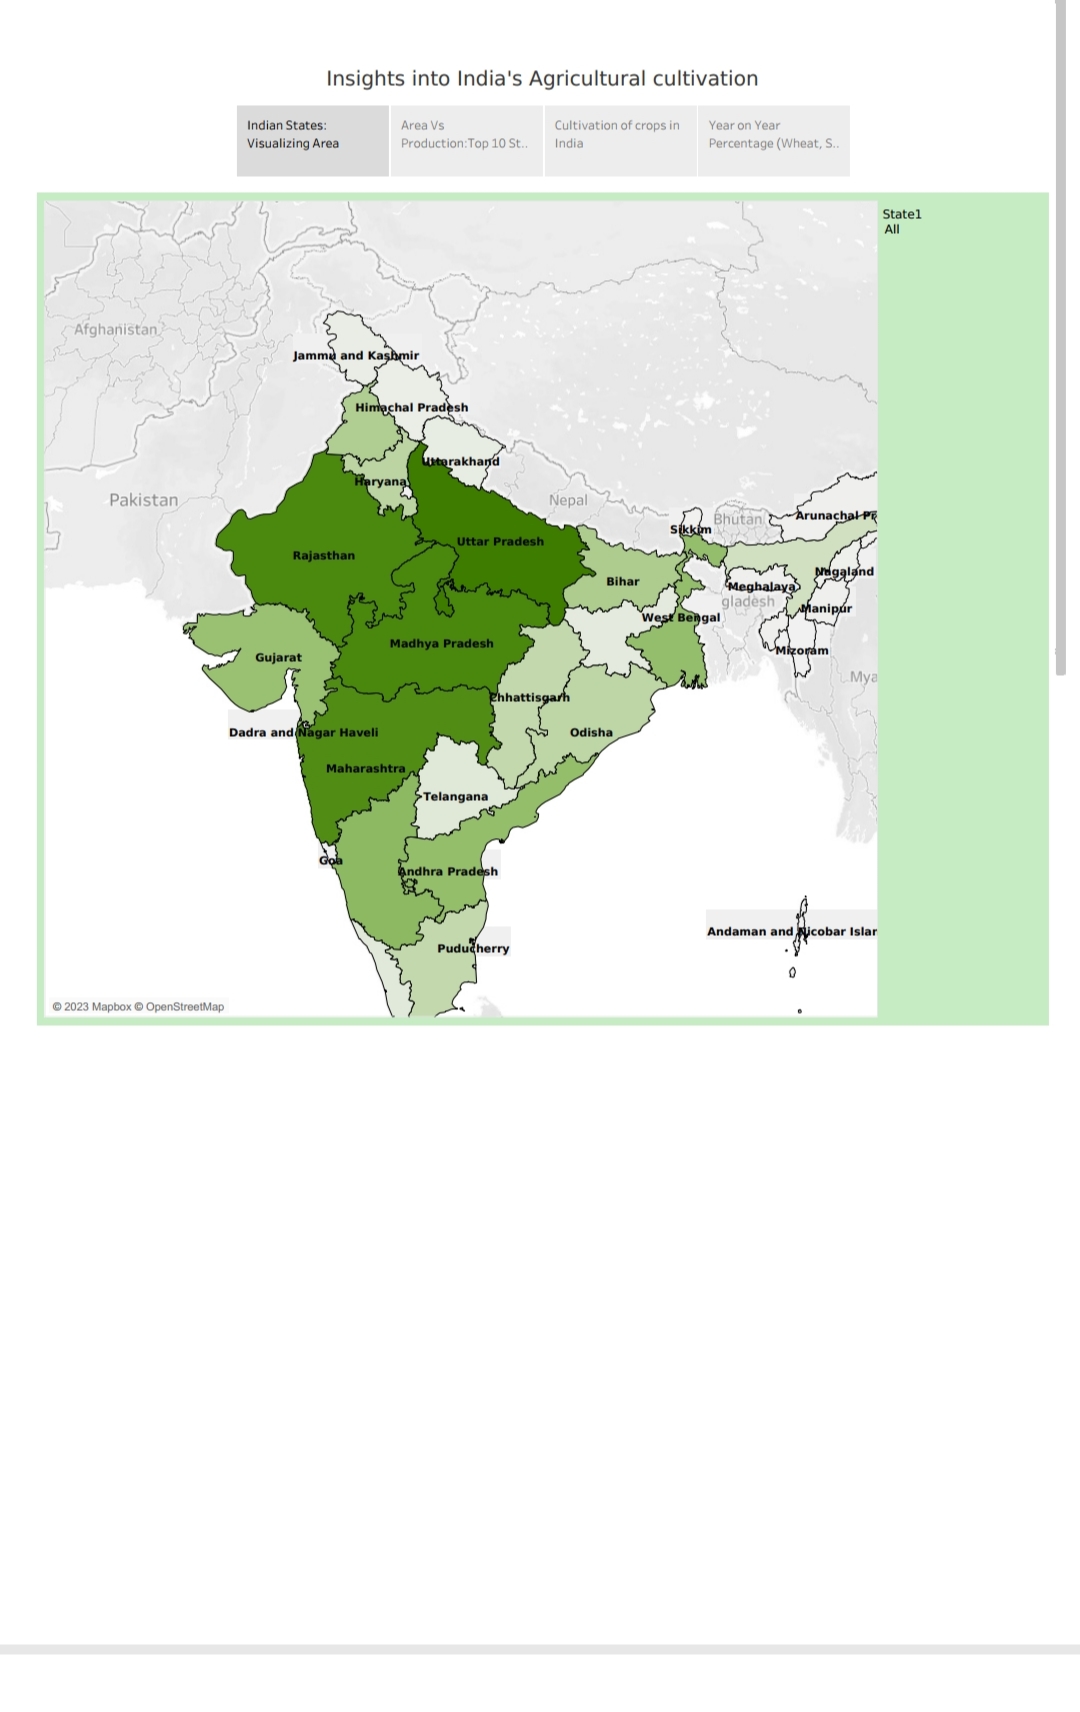 Insights into India's Agricultural cultivation
Indian States:
Visualizing Area
Area Vs
Production:Top 10 St..
Cultivation of crops in
India
Year on Year
Percentage (Wheat, S..
State1
All
Afghanistan
Jammu and Kashmir
Himachal Pradesh
Uttarakhand
Haryana
Pakistan
Nepal
Sikkim
Bhutan
Arunachal Pr
Rajasthan
Uttar Pradesh
Bihar
Meghalaya
Nagaland
gladesh
Manipur
West Bengal
Madhya Pradesh
Mizoram
Gujarat
Mya
Chhattisgarh
Dadra and Nagar Haveli
Odisha
Maharashtra
Telangana
Goa
Andhra Pradesh
Andaman and Nicobar Islan
Puducherry
© 2023 Mapbox © OpenStreetMap